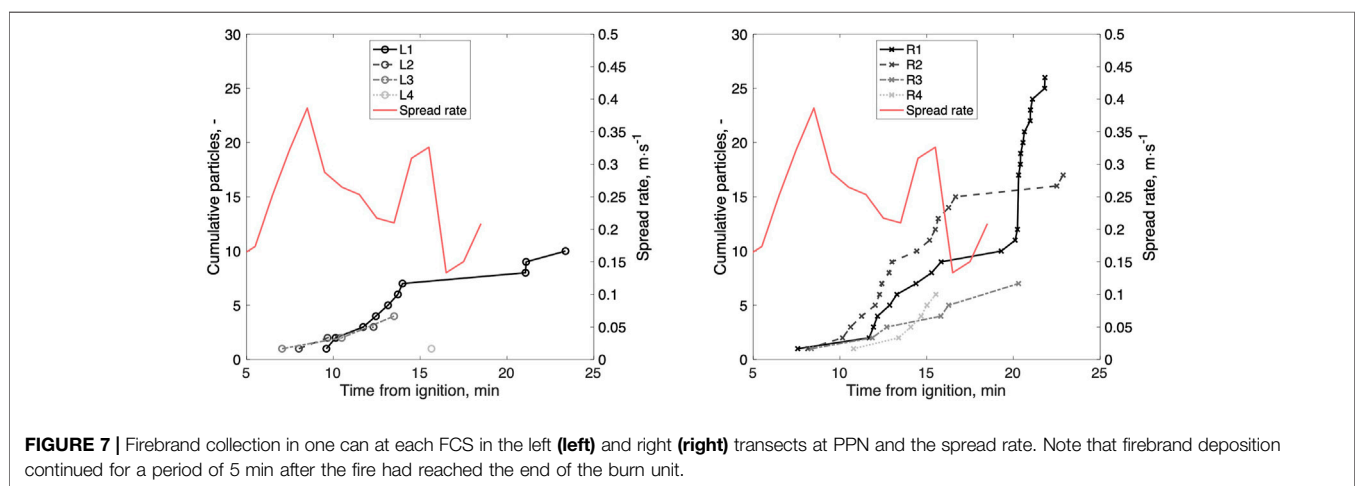 30
25
20
15
10
5
0
Cumulative particles, -
L1
L2
L3
L4
Spread rate
0.5
0.45
0.4
0.35
0.3
0.25
0.2
0.15
0.1
0.05
0
Spread rate, m·s-1
5
10
15
20
25
Time from ignition, min
30
25
20
15
10
5
0
Cumulative particles, -
R1
R2
R3
R4
Spread rate
0.5
0.45
0.4
0.35
0.3
0.25
0.2
0.15
0.1
0.05
0
Spread rate, m·s-1
5
10
15
20
25
Time from ignition, min
FIGURE 7 | Firebrand collection in one can at each FCS in the left (left) and right (right) transects at PPN and the spread rate. Note that firebrand deposition
continued for a period of 5 min after the fire had reached the end of the burn unit.